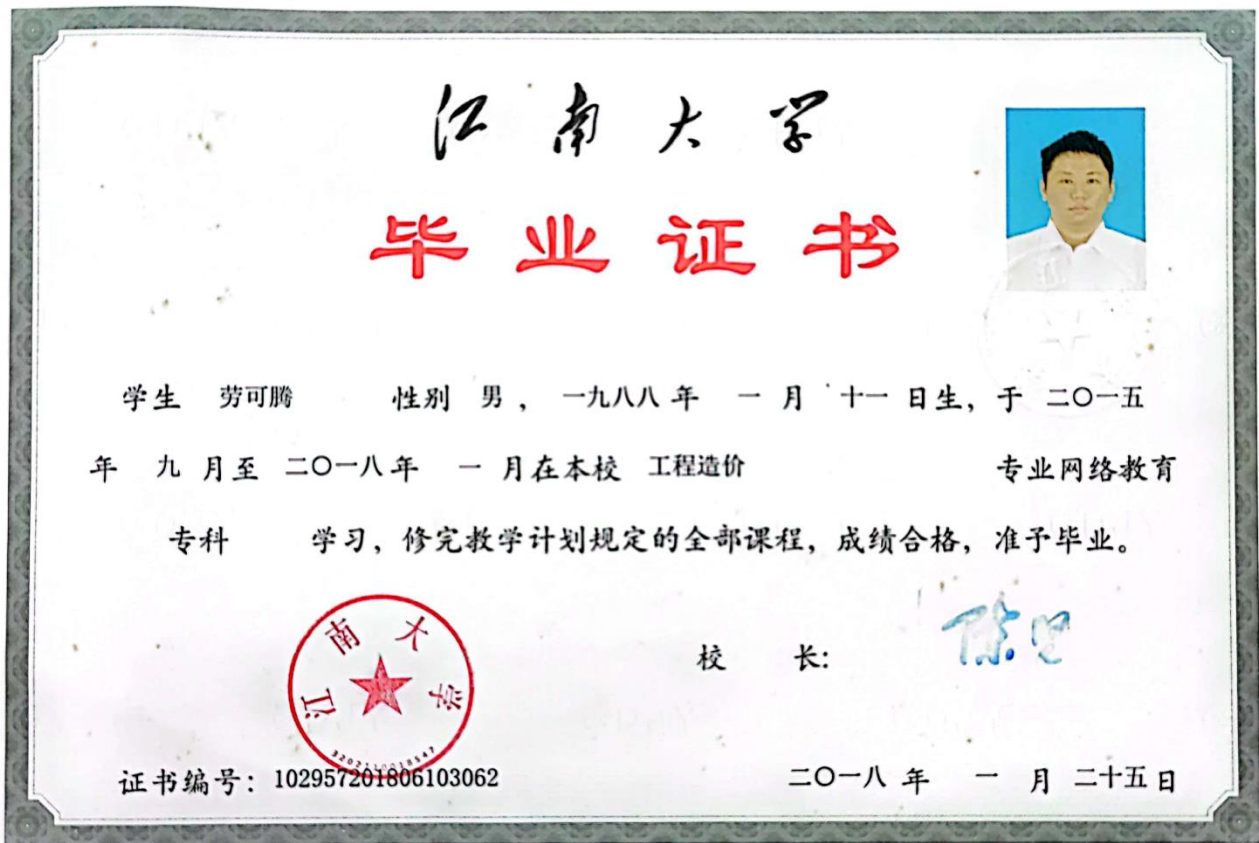 江南大学
毕业证书
学生 劳可腾 性别 男 ， 一九八八 年 一 月 十一 日生，于 二〇一五
年 九 月至 二〇一八 年 一 月在本校 工程造价 专业网络教育
专科 学习，修完教学计划规定的全部课程，成绩合格，准予毕业。
江南大学
3202110018547
校 长：
证书编号：102957201806103062
二〇一八 年 一 月 二十五 日